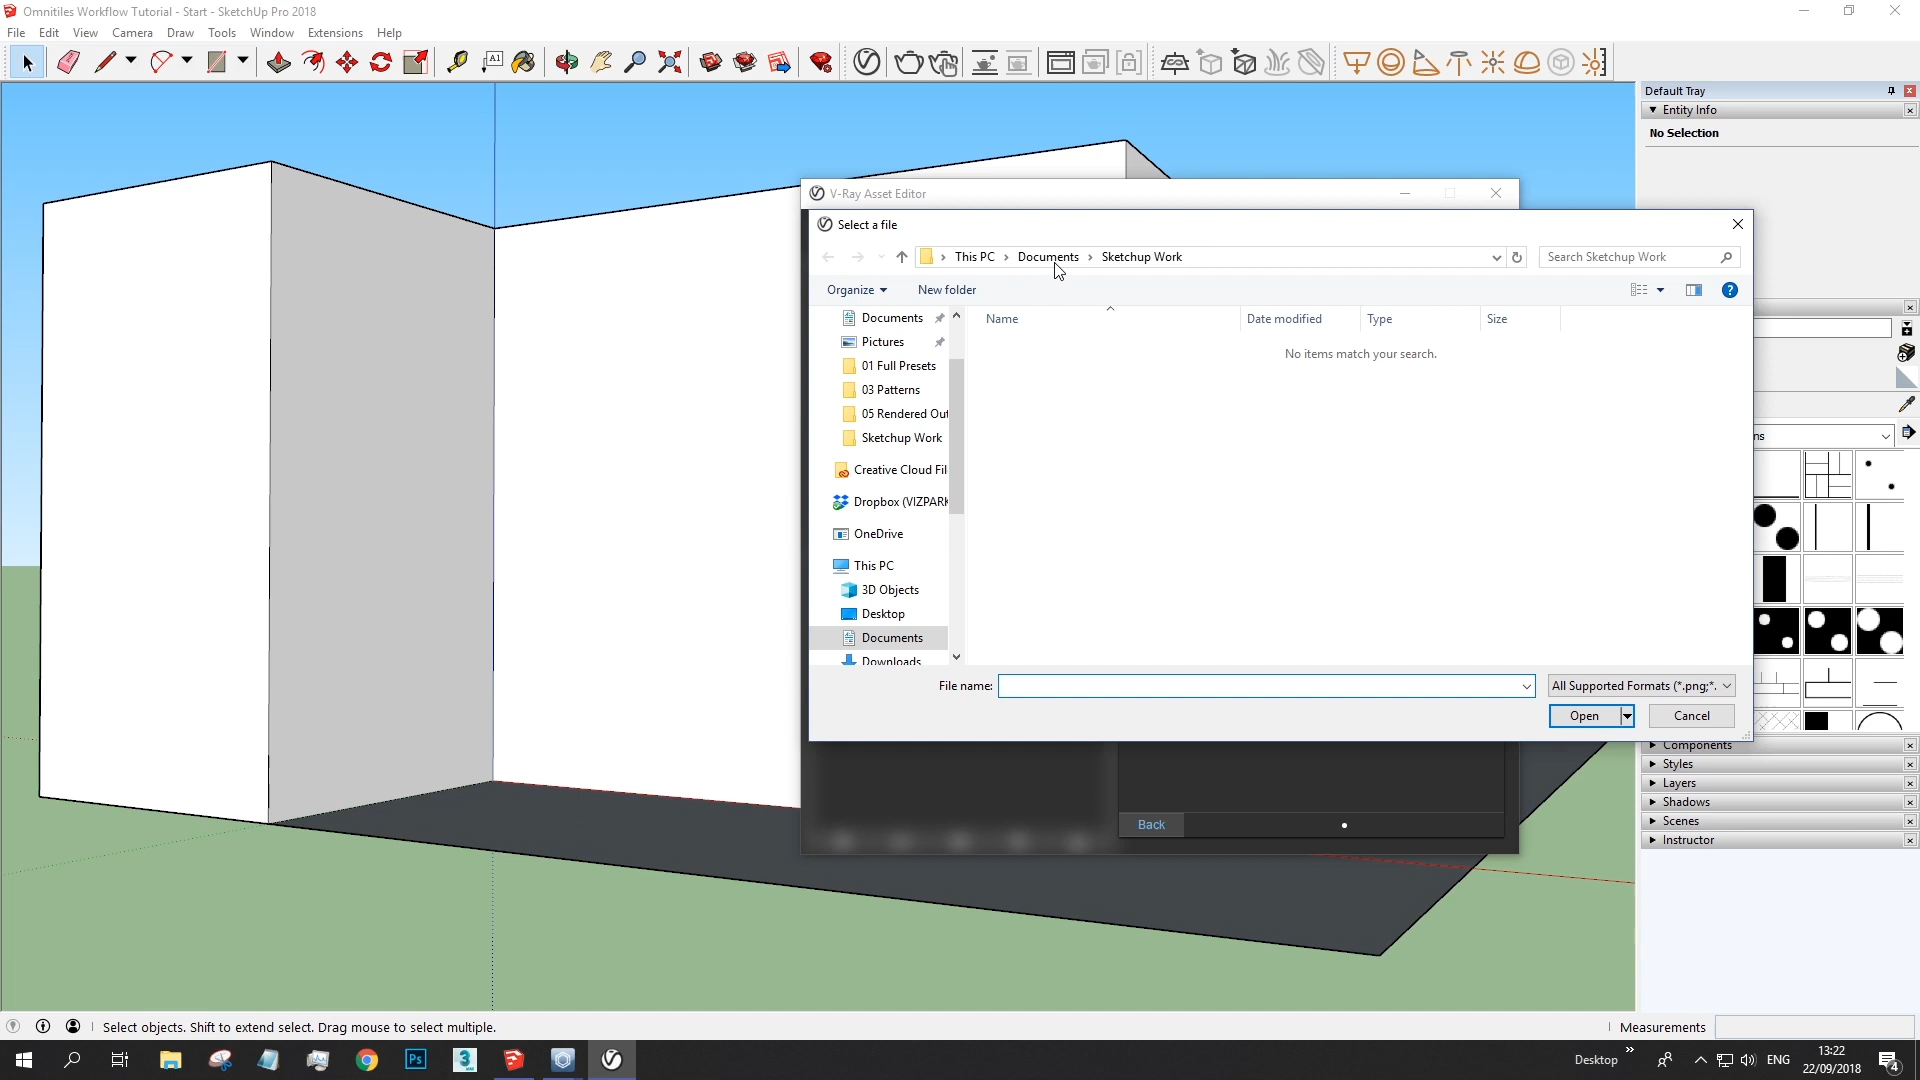 Omnitiles Workflow Tutorial - Start - SketchUp Pro 2018
File Edit View Camera Draw Tools Window Extensions Help
A1
Default Tray
Entity Info
No Selection
V-Ray Asset Editor
Select a file
This PC › Documents › Sketchup Work
Search Sketchup Work
Organize New folder
Name Date modified Type Size
No items match your search.
Documents
Pictures
01 Full Presets
03 Patterns
05 Rendered Out
Sketchup Work
Creative Cloud Fil
Dropbox (VIZPARK
OneDrive
This PC
3D Objects
Desktop
Documents
Downloads
ns
File name: All Supported Formats (*.png;*.
Open Cancel
Components
Styles
Layers
Shadows
Scenes
Instructor
Back
Select objects. Shift to extend select. Drag mouse to select multiple.
Measurements
Ps
3
Desktop » ENG
13:22
22/09/2018
4